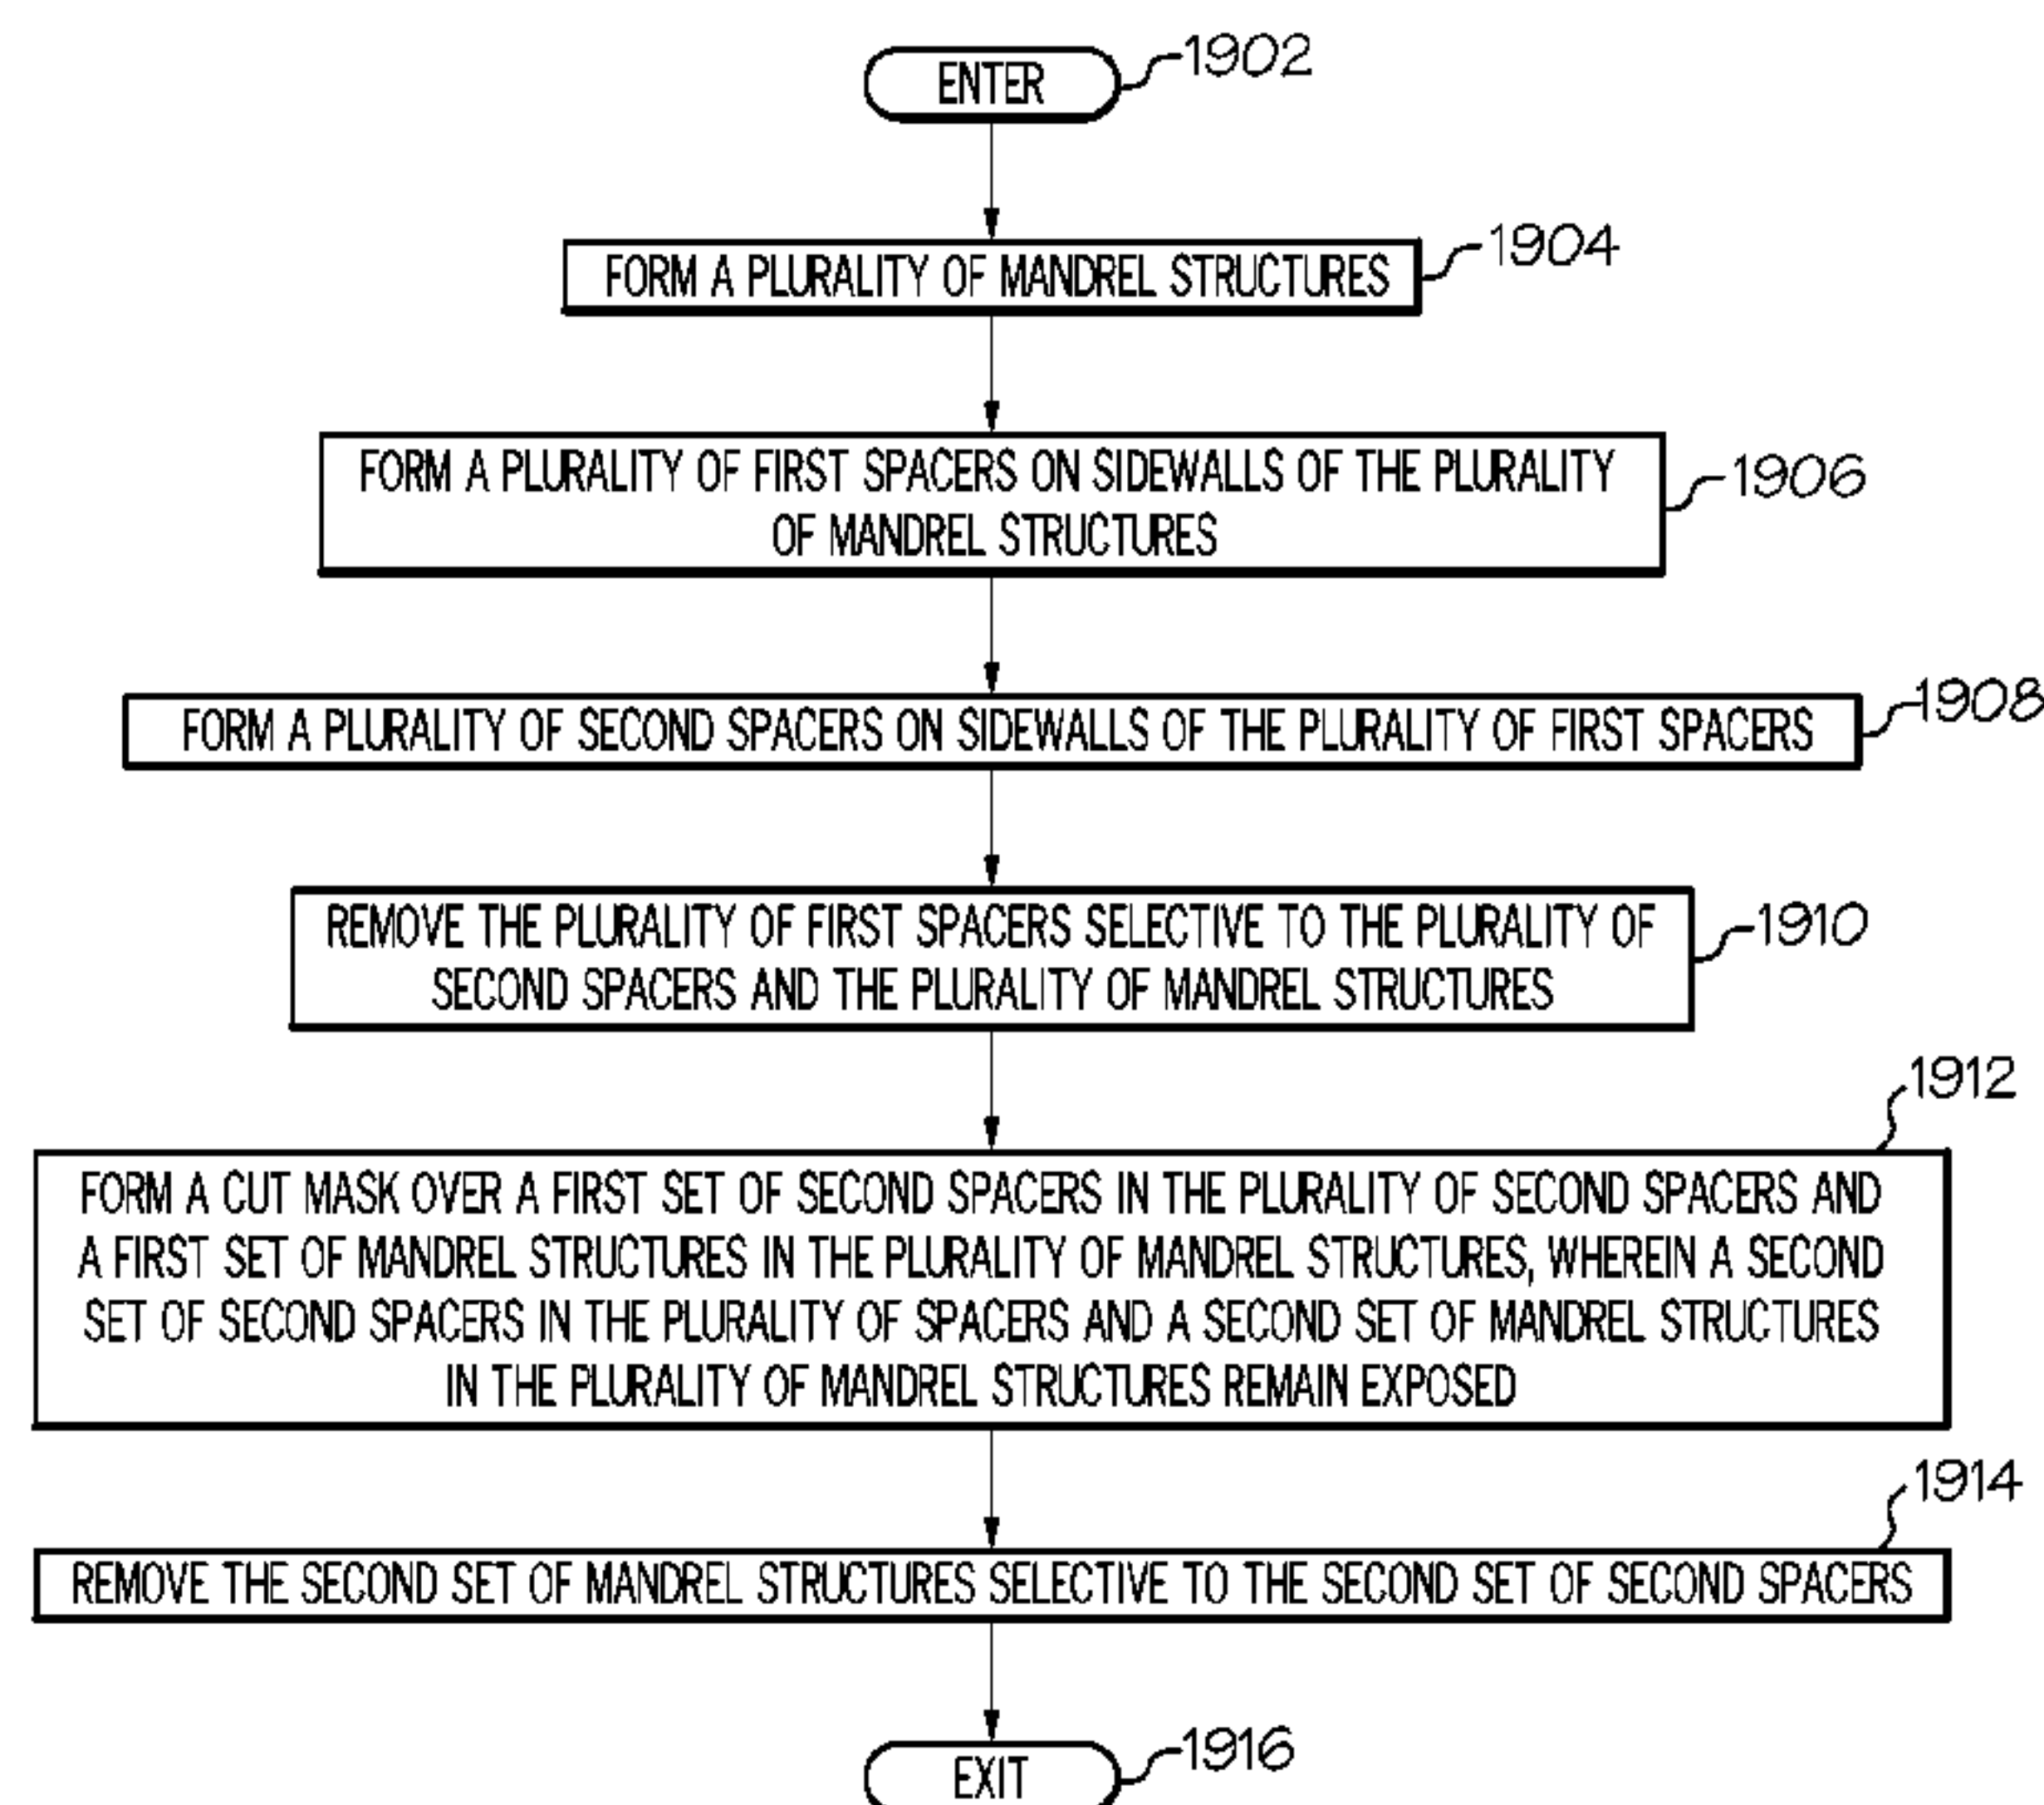 ENTER
1902
FORM A PLURALITY OF MANDREL STRUCTURES
1904
FORM A PLURALITY OF FIRST SPACERS ON SIDEWALLS OF THE PLURALITY
OF MANDREL STRUCTURES
1906
FORM A PLURALITY OF SECOND SPACERS ON SIDEWALLS OF THE PLURALITY OF FIRST SPACERS
1908
REMOVE THE PLURALITY OF FIRST SPACERS SELECTIVE TO THE PLURALITY OF
SECOND SPACERS AND THE PLURALITY OF MANDREL STRUCTURES
1910
1912
FORM A CUT MASK OVER A FIRST SET OF SECOND SPACERS IN THE PLURALITY OF SECOND SPACERS AND
A FIRST SET OF MANDREL STRUCTURES IN THE PLURALITY OF MANDREL STRUCTURES, WHEREIN A SECOND
SET OF SECOND SPACERS IN THE PLURALITY OF SPACERS AND A SECOND SET OF MANDREL STRUCTURES
IN THE PLURALITY OF MANDREL STRUCTURES REMAIN EXPOSED
1914
REMOVE THE SECOND SET OF MANDREL STRUCTURES SELECTIVE TO THE SECOND SET OF SECOND SPACERS
EXIT
1916